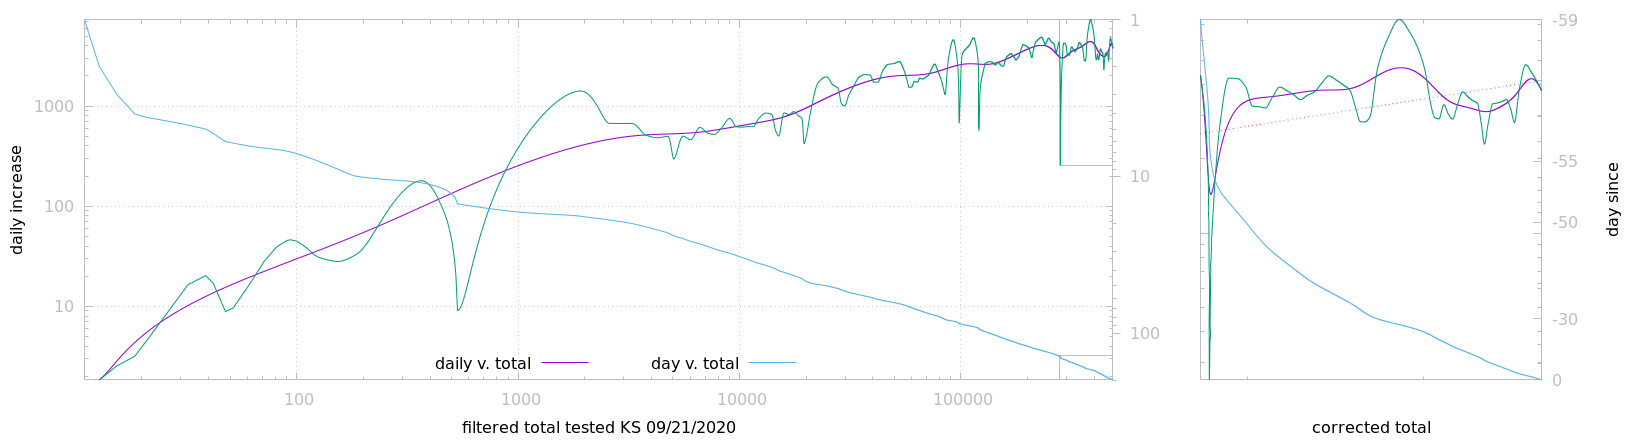 1
-59
1000
-55
10
100
-50
10
-30
100
daily v. total
day v. total
0
100
1000
10000
100000
daily increase
day since
filtered total tested KS 09/21/2020
corrected total